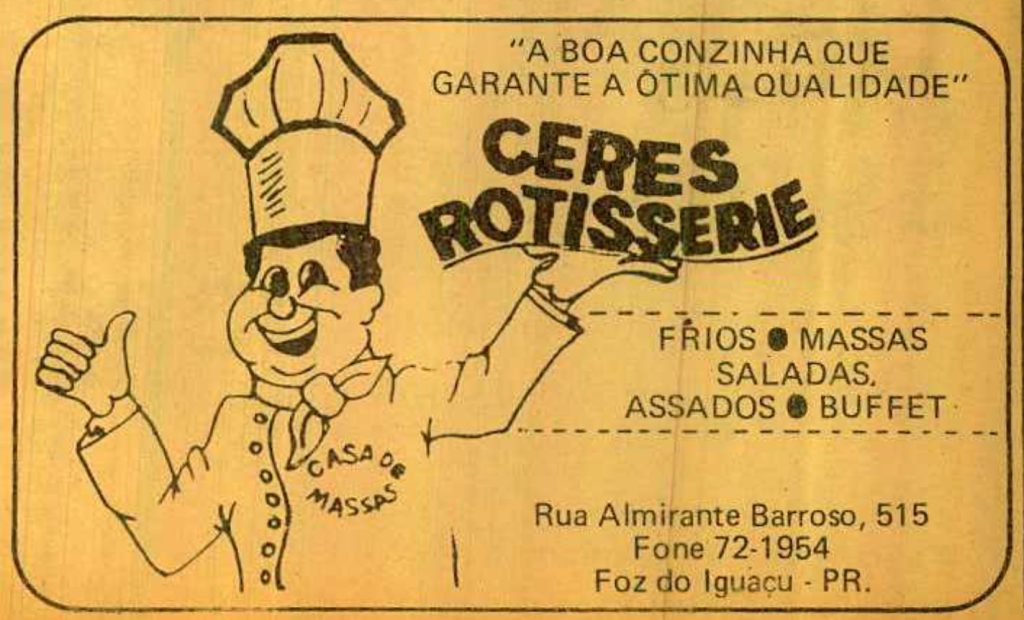 "A BOA CONZINHA QUE
GARANTE A ÓTIMA QUALIDADE"
CERES
ROTISSERIE
FRIOS ● MASSAS
SALADAS,
ASSADOS ● BUFFET
CASA DE
MASSAS
Rua Almirante Barroso, 515
Fone 72-1954
Foz do Iguaçu - PR.